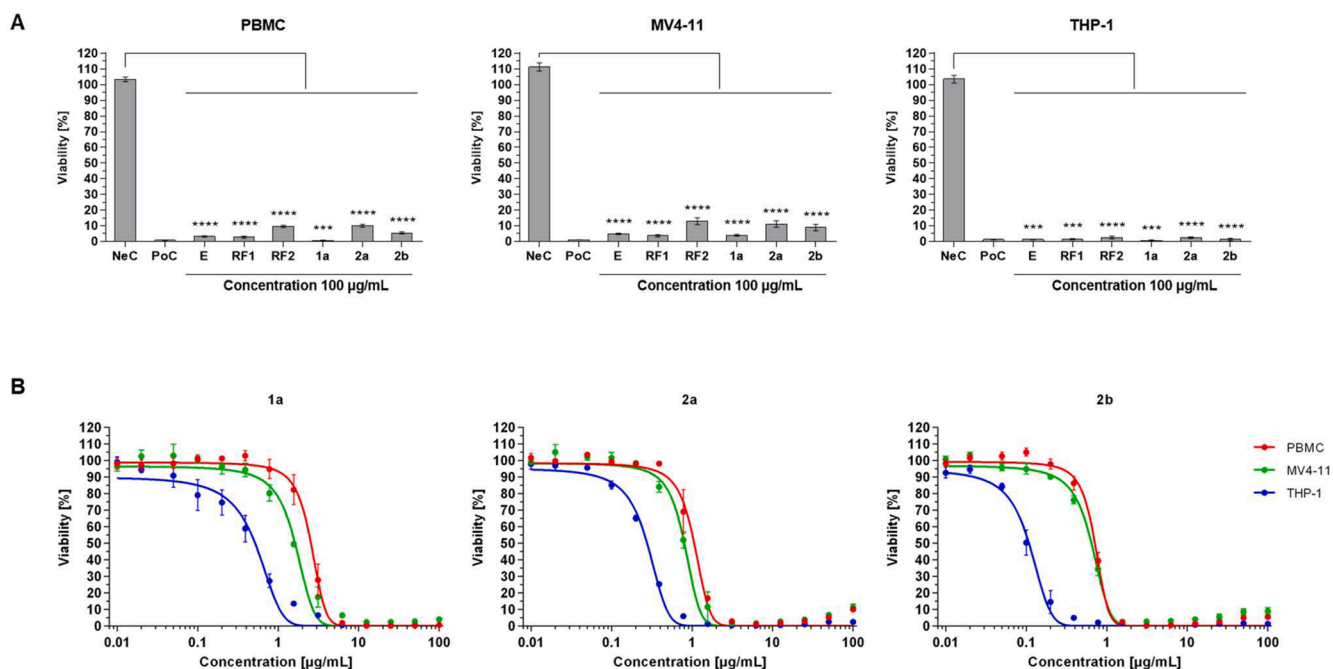 A
PBMC
MV4-11
THP-1
Viability [%]
120
110
100
90
80
70
60
50
40
30
20
10
0
**** **** **** *** **** ****
NeC PoC E RF1 RF2 1a 2a 2b
Concentration 100 µg/mL
Viability [%]
120
110
100
90
80
70
60
50
40
30
20
10
0
**** **** **** **** **** ****
NeC PoC E RF1 RF2 1a 2a 2b
Concentration 100 µg/mL
Viability [%]
120
110
100
90
80
70
60
50
40
30
20
10
0
*** *** **** *** **** ****
NeC PoC E RF1 RF2 1a 2a 2b
Concentration 100 µg/mL
B
1a
2a
2b
Viability [%]
120
110
100
90
80
70
60
50
40
30
20
10
0
0.01 0.1 1 10 100
Concentration [µg/mL]
Viability [%]
120
110
100
90
80
70
60
50
40
30
20
10
0
0.01 0.1 1 10 100
Concentration [µg/mL]
Viability [%]
120
110
100
90
80
70
60
50
40
30
20
10
0
0.01 0.1 1 10 100
Concentration [µg/mL]
PBMC
MV4-11
THP-1